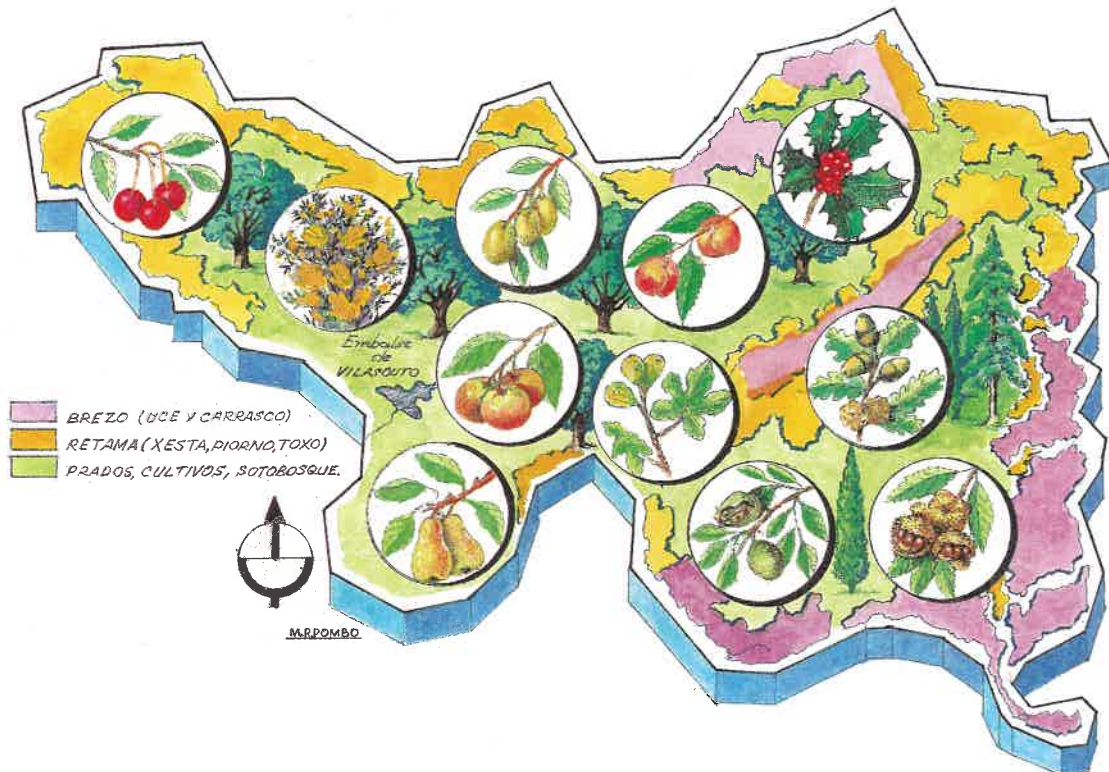 Embalse
de
VILASOUTO
BREZO (UCE Y CARRASCO)
RETAMA (XESTA, PIORNO, TOXO)
PRADOS, CULTIVOS, SOTOBOSQUE.
M.R.POMBO